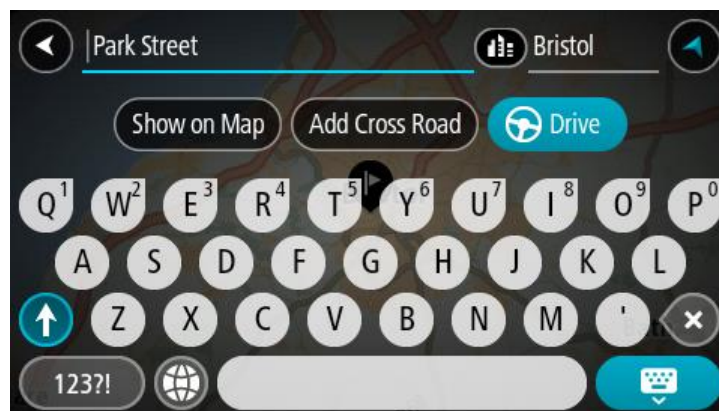 Park Street Bristol
Show on Map Add Cross Road Drive
Q1 W2 E3 R4 T5 Y6 U7 I8 O9 P0
A S D F G H J K L
Z X C V B N M '
123?!